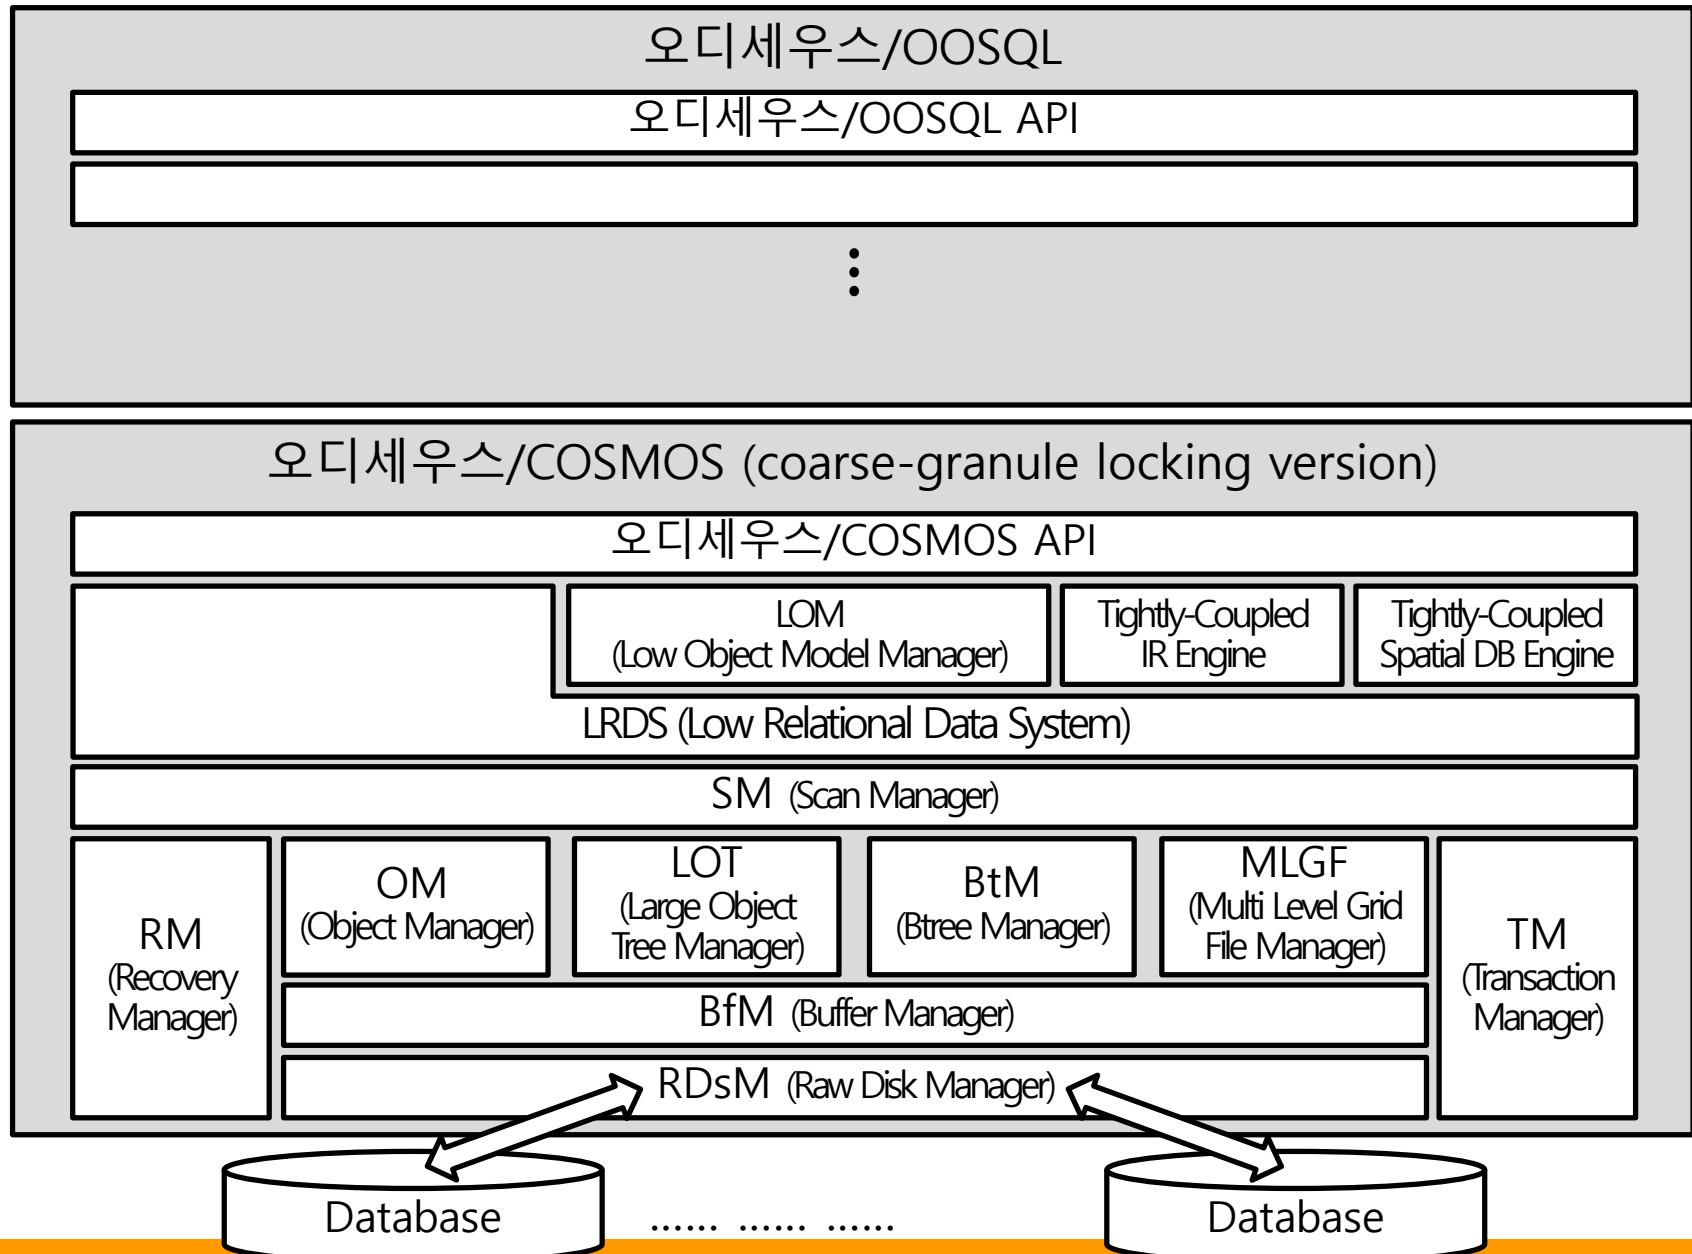 오디세우스/OOSQL
오디세우스/OOSQL API
오디세우스/COSMOS (coarse-granule locking version)
오디세우스/COSMOS API
LOM
(Low Object Model Manager)
Tightly-Coupled
IR Engine
Tightly-Coupled
Spatial DB Engine
LRDS (Low Relational Data System)
SM (Scan Manager)
RM
(Recovery
Manager)
OM
(Object Manager)
LOT
(Large Object
Tree Manager)
BtM
(Btree Manager)
MLGF
(Multi Level Grid
File Manager)
TM
(Transaction
Manager)
BfM (Buffer Manager)
RDsM (Raw Disk Manager)
Database
...... ...... ......
Database